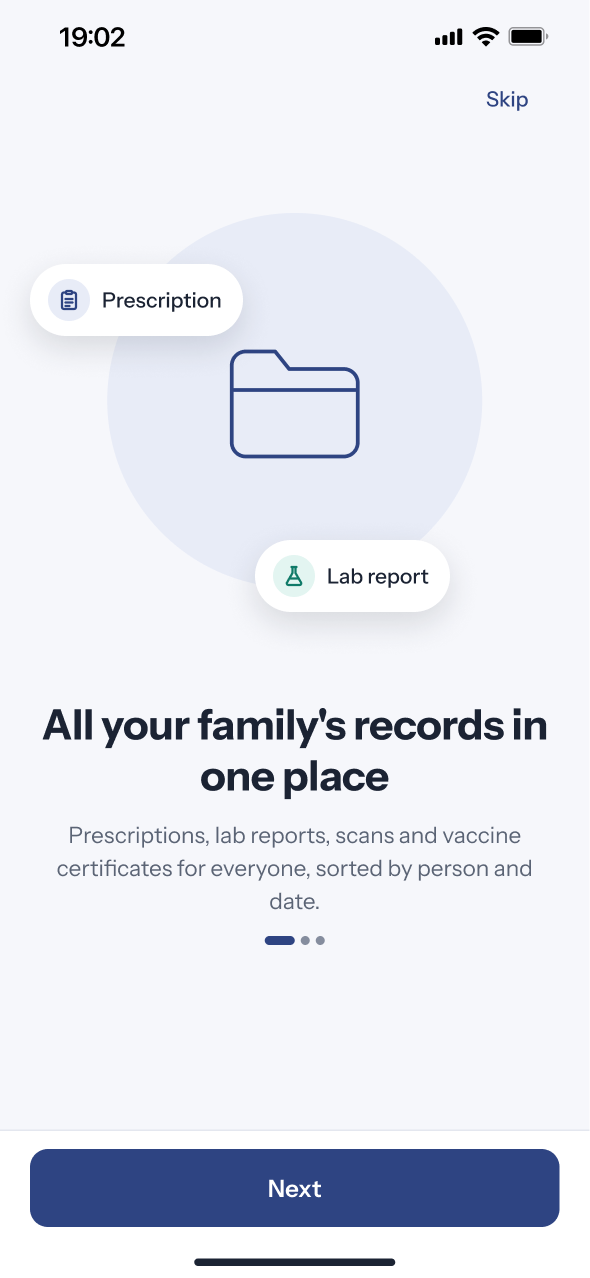 19:02
Skip
Prescription
Lab report
All your family's records in
one place
Prescriptions, lab reports, scans and vaccine
certificates for everyone, sorted by person and
date.
Next